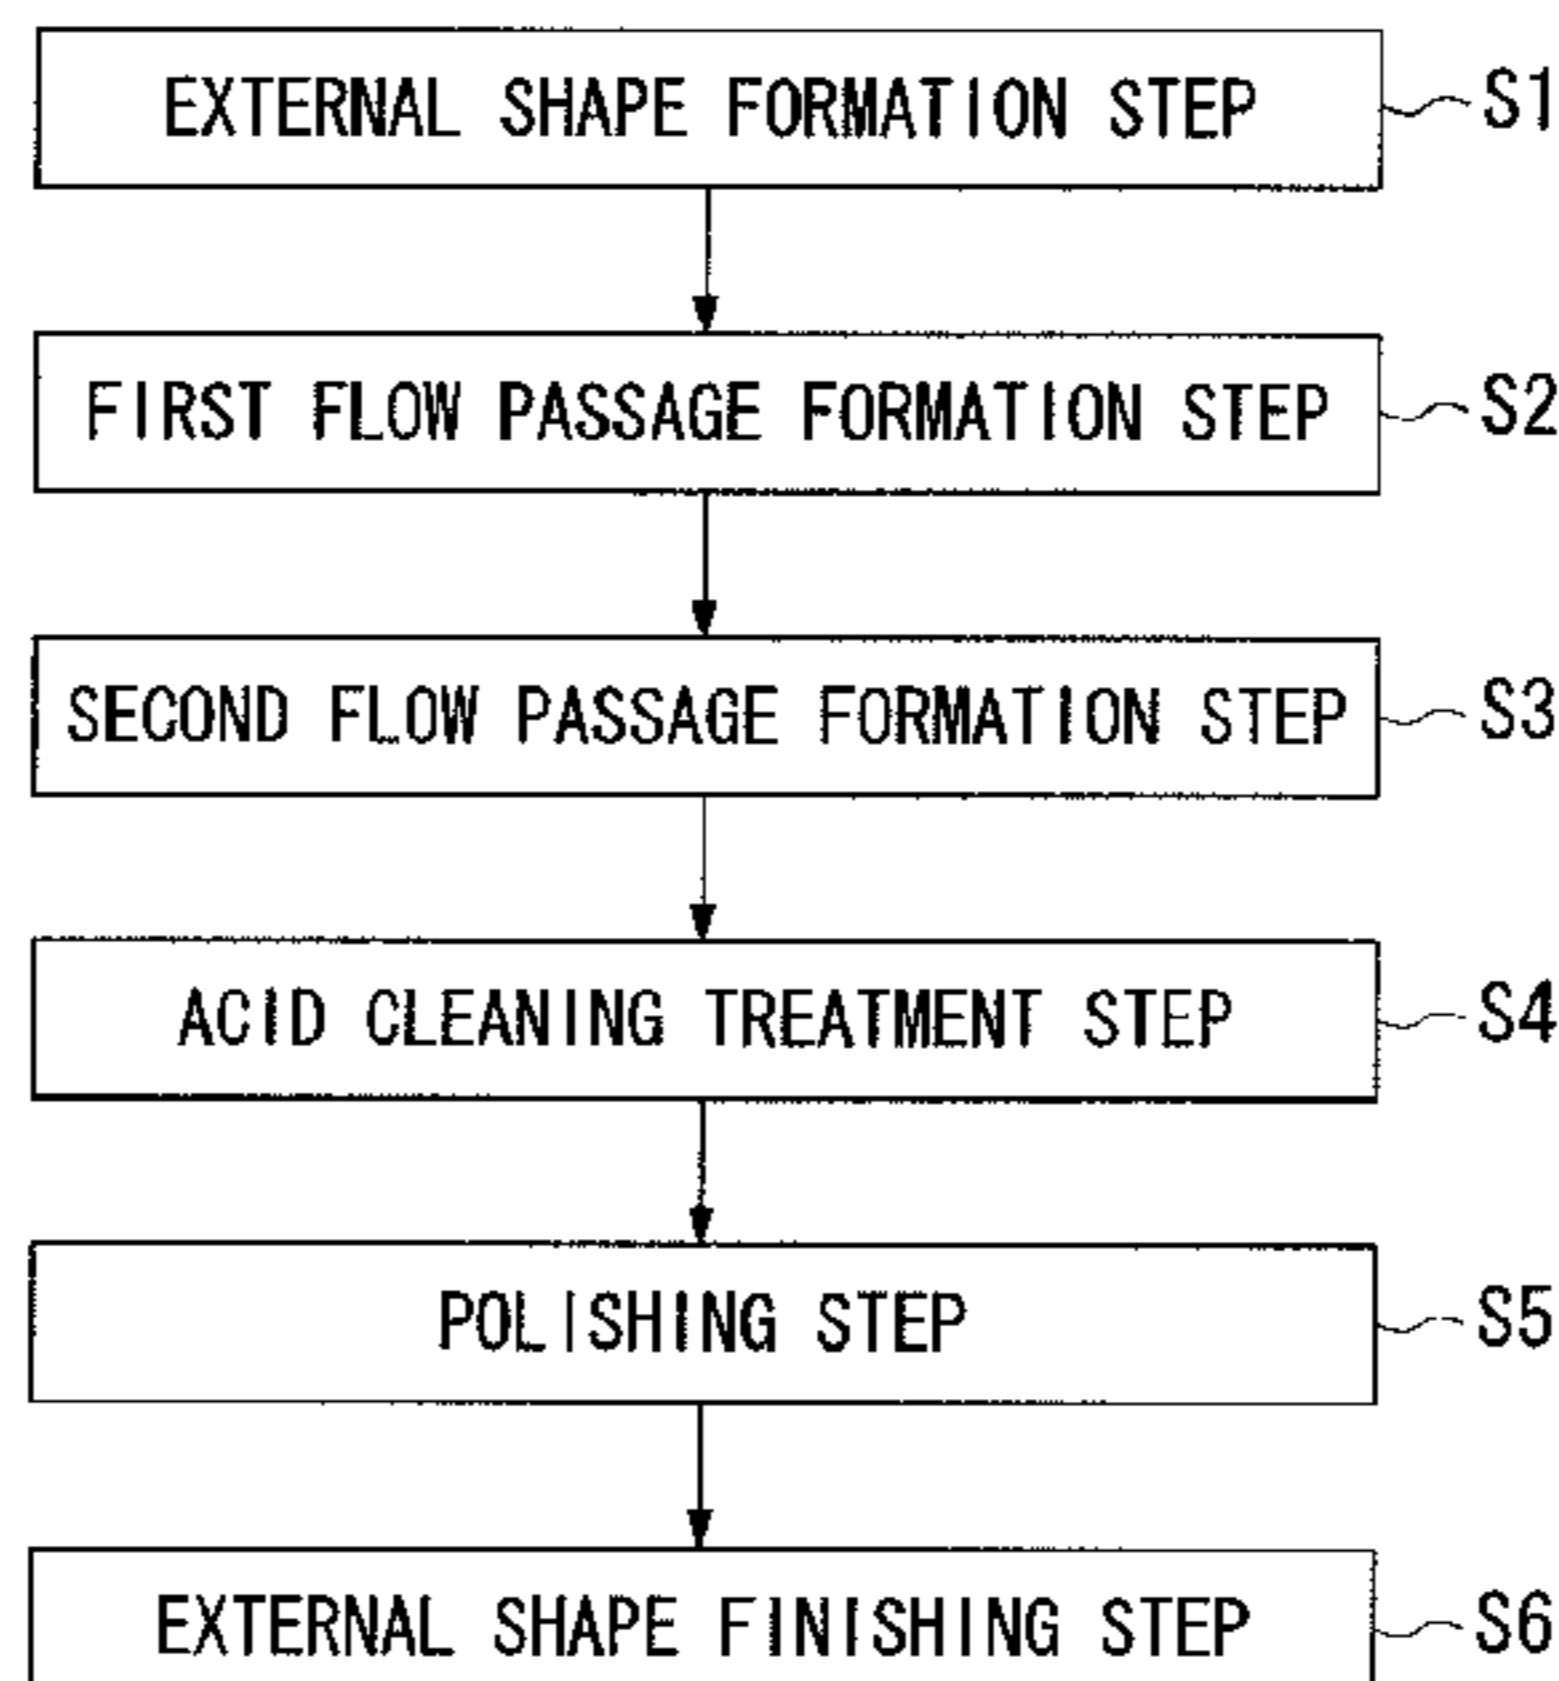 EXTERNAL SHAPE FORMATION STEP S1
FIRST FLOW PASSAGE FORMATION STEP S2
SECOND FLOW PASSAGE FORMATION STEP S3
ACID CLEANING TREATMENT STEP S4
POLISHING STEP S5
EXTERNAL SHAPE FINISHING STEP S6